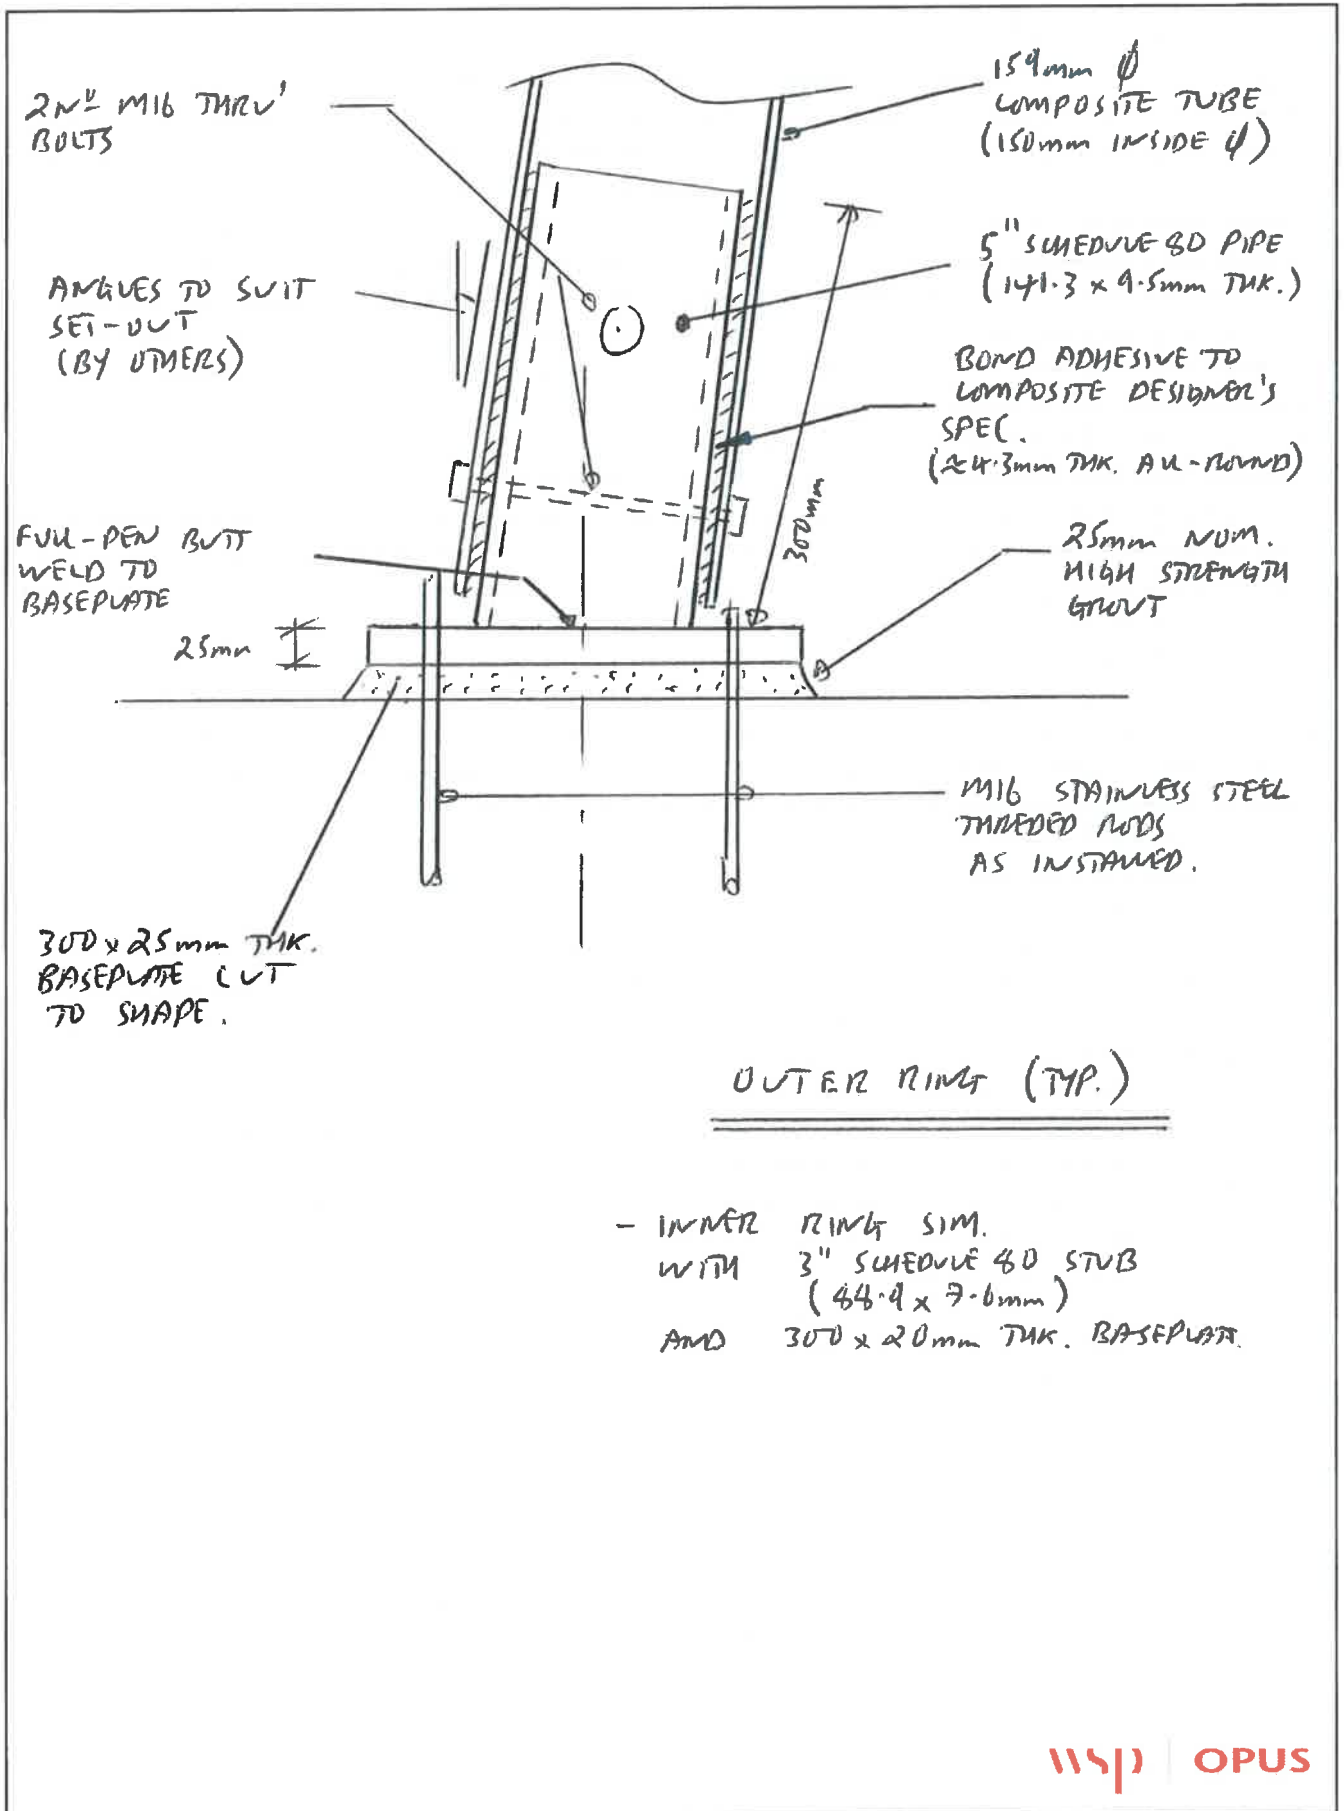 2Nº M16 THRU'
BOLTS
ANGLES TO SUIT
SET-OUT
(BY OTHERS)
FULL-PEN BUTT
WELD TO
BASEPLATE
25mm
300 x 25mm THK.
BASEPLATE CUT
TO SHAPE.
159mm ϕ
COMPOSITE TUBE
(150mm INSIDE ϕ)
5" SCHEDULE 80 PIPE
(141.3 x 9.5mm THK.)
BOND ADHESIVE TO
COMPOSITE DESIGNER'S
SPEC.
(≈4.3mm THK. ALL-ROUND)
300mm
25mm NOM.
HIGH STRENGTH
GROUT
M16 STAINLESS STEEL
THREDED RODS
AS INSTALLED.
OUTER RING (TYP.)
- INNER RING SIM.
WITH 3" SCHEDULE 80 STUB
(88.9 x 7.6mm)
AND 300 x 20mm THK. BASEPLATE.
wsp | OPUS